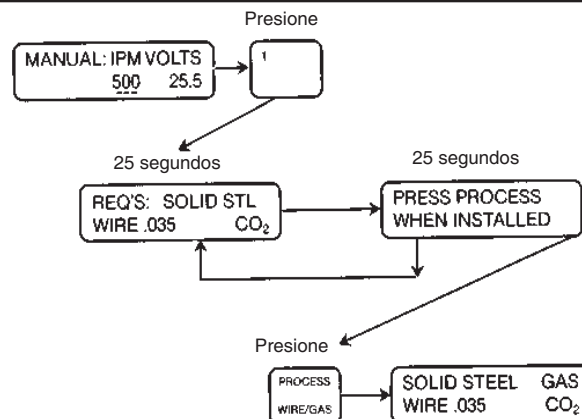 Presione
MANUAL: IPM VOLTS
500 25.5
1
25 segundos
25 segundos
REQ'S: SOLID STL
WIRE .035 CO₂
PRESS PROCESS
WHEN INSTALLED
Presione
PROCESS
WIRE/GAS
SOLID STEEL GAS
WIRE .035 CO₂